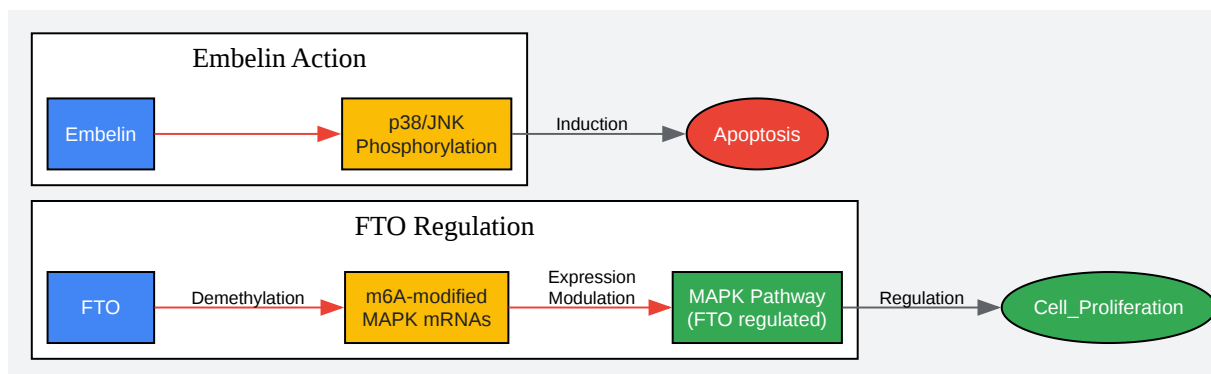 Embelin Action
Embelin
p38/JNK
Phosphorylation
Induction
Apoptosis
FTO Regulation
FTO
Demethylation
m6A-modified
MAPK mRNAs
Expression
Modulation
MAPK Pathway
(FTO regulated)
Regulation
Cell_Proliferation